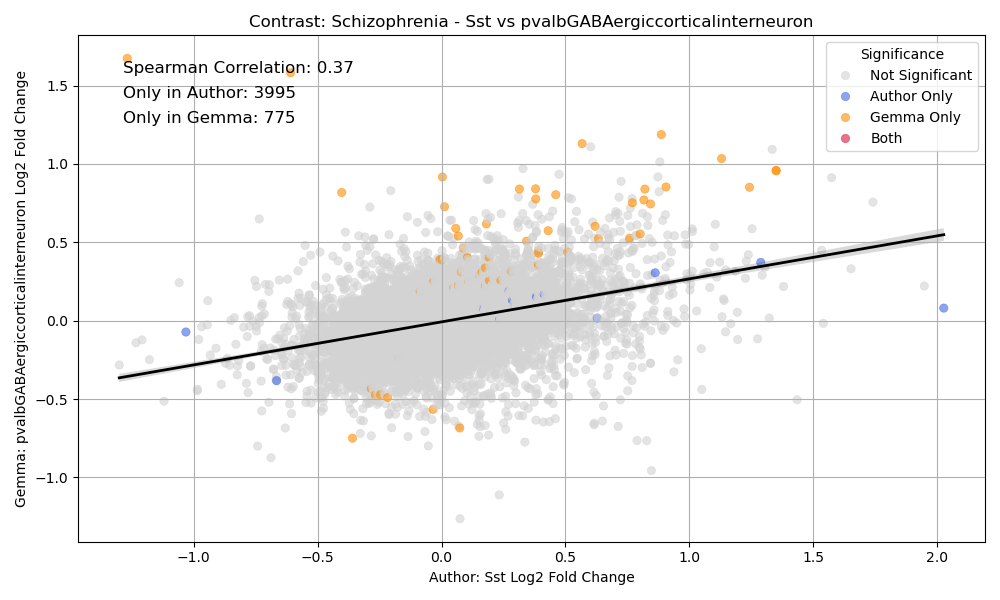 Contrast: Schizophrenia - Sst vs pvalbGABAergiccorticalinterneuron
Spearman Correlation: 0.37
Only in Author: 3995
Only in Gemma: 775
Significance
Not Significant
Author Only
Gemma Only
Both
Gemma: pvalbGABAergiccorticalinterneuron Log2 Fold Change
1.5
1.0
0.5
0.0
−0.5
−1.0
−1.0 −0.5 0.0 0.5 1.0 1.5 2.0
Author: Sst Log2 Fold Change